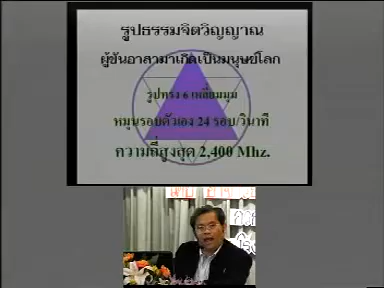 รูปธรรมจิตวิญญาณ
ผู้ขันอาสามาเกิดเป็นมนุษย์โลก
รูปทรง 6 เหลี่ยมมุม
หมุนรอบตัวเอง 24 รอบ/วินาที
ความถี่สูงสุด 2,400 Mhz.